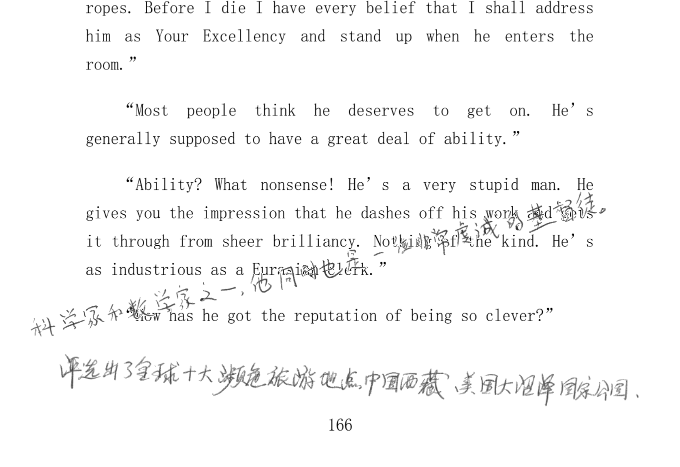 ropes. Before I die I have every belief that I shall address
him as Your Excellency and stand up when he enters the
room.”
“Most people think he deserves to get on. He’s
generally supposed to have a great deal of ability.”
“Ability? What nonsense! He’s a very stupid man. He
gives you the impression that he dashes off his work and gets
it through from sheer brilliancy. Nothing of the kind. He’s
as industrious as a Eurasian clerk.”
科学家和数学家之一,他同时也是一位非常虔诚的基督徒。
“How has he got the reputation of being so clever?”
评选出了全球十大濒危旅游地点,中国西藏、美国大沼泽国家公园、
166